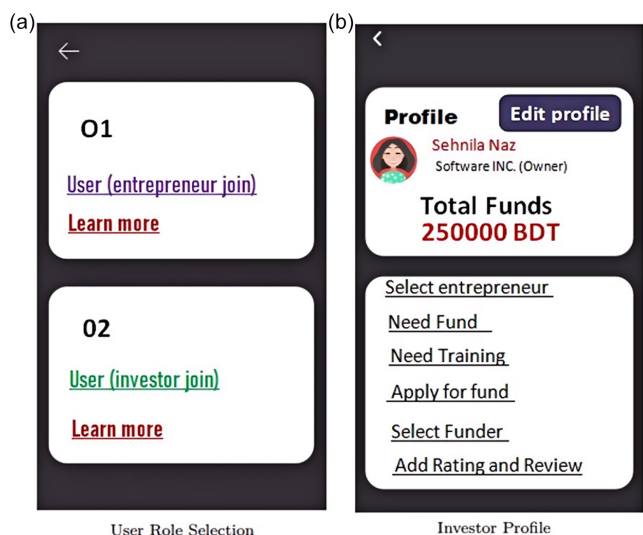 (a)
O1
User (entrepreneur join)
Learn more
02
User (investor join)
Learn more
User Role Selection
(b)
Profile
Edit profile
Sehnila Naz
Software INC. (Owner)
Total Funds
250000 BDT
Select entrepreneur
Need Fund
Need Training
Apply for fund
Select Funder
Add Rating and Review
Investor Profile